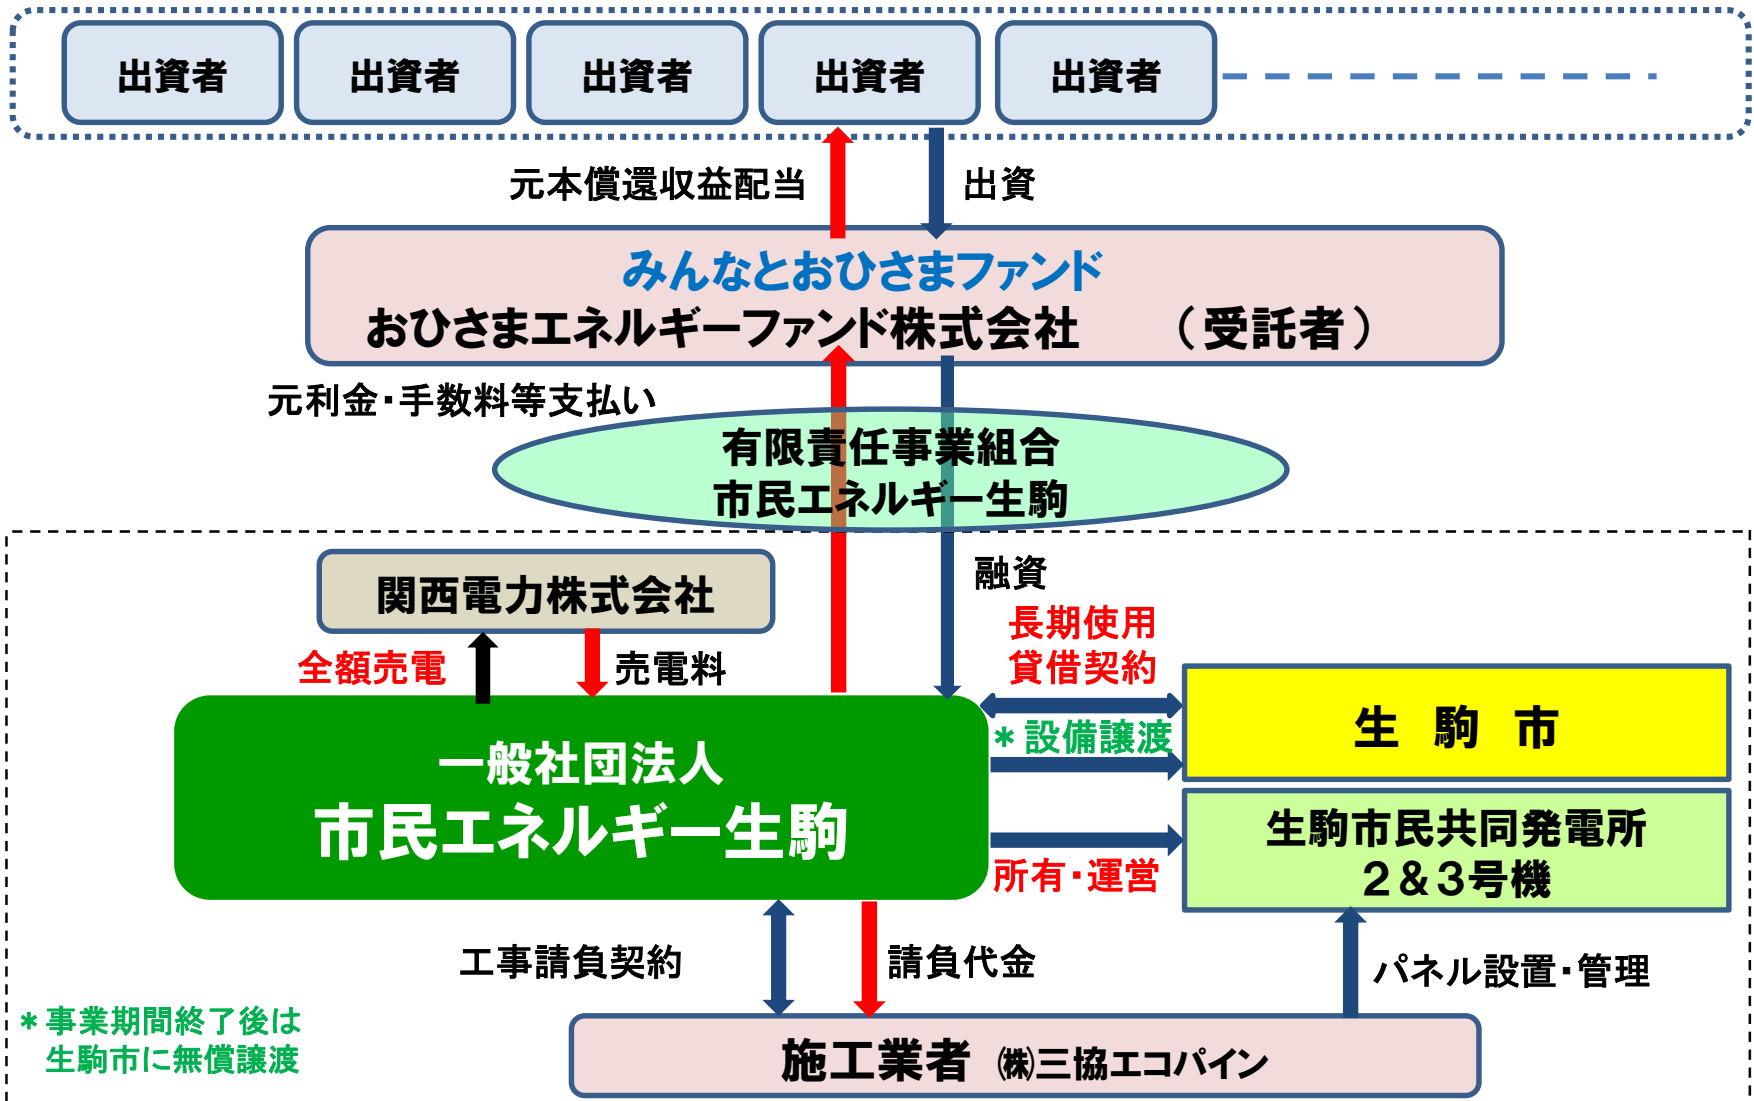 出資者
出資者
出資者
出資者
出資者
元本償還収益配当
出資
みんなとおひさまファンド
おひさまエネルギーファンド株式会社 （受託者）
元利金・手数料等支払い
有限責任事業組合
市民エネルギー生駒
関西電力株式会社
融資
長期使用
貸借契約
全額売電
売電料
一般社団法人
市民エネルギー生駒
＊設備譲渡
生 駒 市
所有・運営
生駒市民共同発電所
２＆３号機
工事請負契約
請負代金
パネル設置・管理
＊事業期間終了後は
生駒市に無償譲渡
施工業者 ㈱三協エコパイン